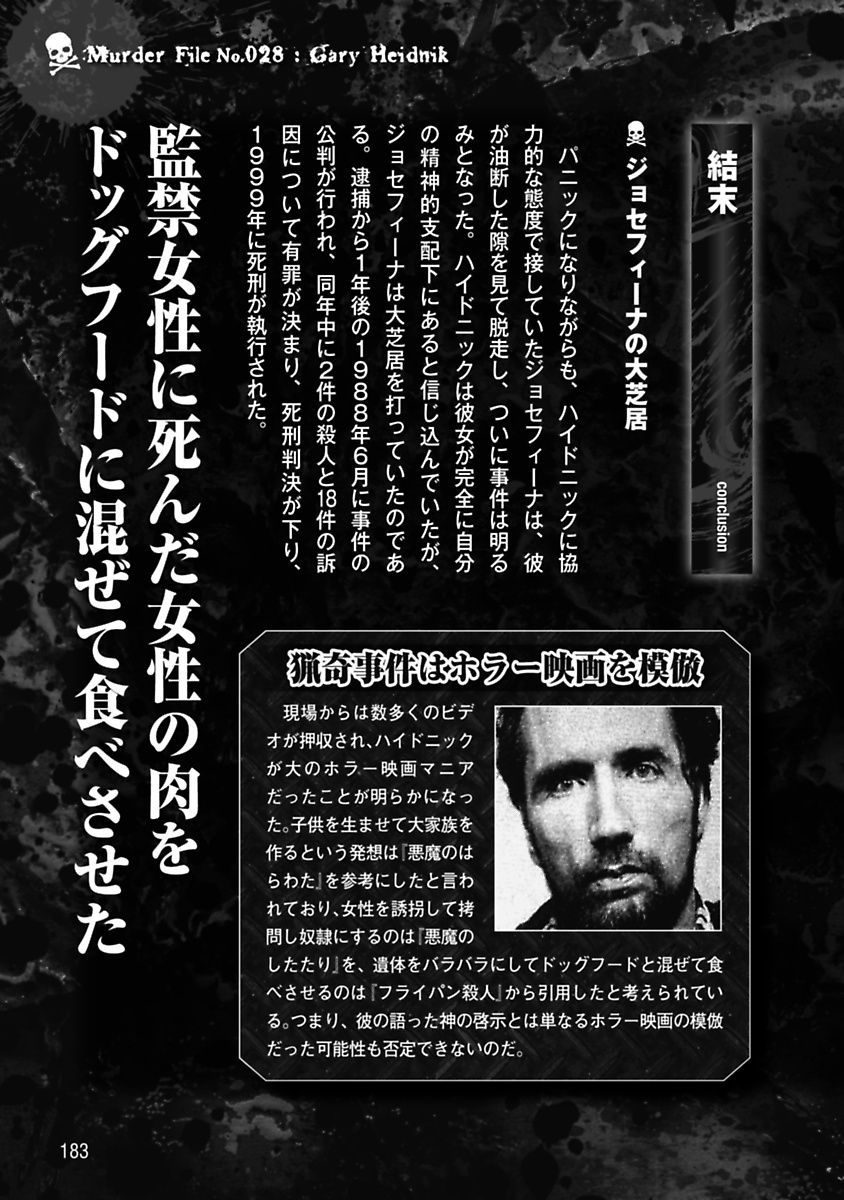 Murder File No.028 : Gary Heidnik
結末
conclusion
ジョセフィーナの大芝居
パニックになりながらも、ハイドニックに協
力的な態度で接していたジョセフィーナは、彼
が油断した隙を見て脱走し、ついに事件は明る
みとなった。ハイドニックは彼女が完全に自分
の精神的支配下にあると信じ込んでいたが、
ジョセフィーナは大芝居を打っていたのであ
る。逮捕から1年後の1988年6月に事件の
公判が行われ、同年中に2件の殺人と18件の訴
因について有罪が決まり、死刑判決が下り、
1999年に死刑が執行された。
監禁女性に死んだ女性の肉を
ドッグフードに混ぜて食べさせた
猟奇事件はホラー映画を模倣
現場からは数多くのビデ
オが押収され、ハイドニック
が大のホラー映画マニア
だったことが明らかになっ
た。子供を生ませて大家族を
作るという発想は『悪魔のは
らわた』を参考にしたと言わ
れており、女性を誘拐して拷
問し奴隷にするのは『悪魔の
したたり』を、遺体をバラバラにしてドッグフードと混ぜて食
べさせるのは『フライパン殺人』から引用したと考えられてい
る。つまり、彼の語った神の啓示とは単なるホラー映画の模倣
だった可能性も否定できないのだ。
183